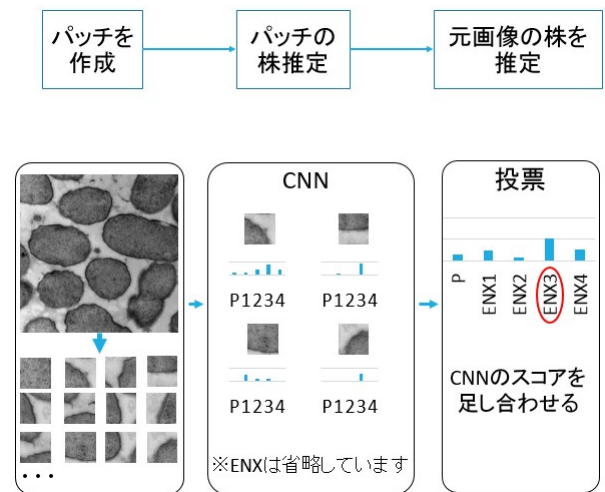 パッチを
作成
パッチの
株推定
元画像の株を
推定
・・・
CNN
P1234
P1234
P1234
P1234
※ENXは省略しています
投票
P
ENX1
ENX2
ENX3
ENX4
CNNのスコアを
足し合わせる